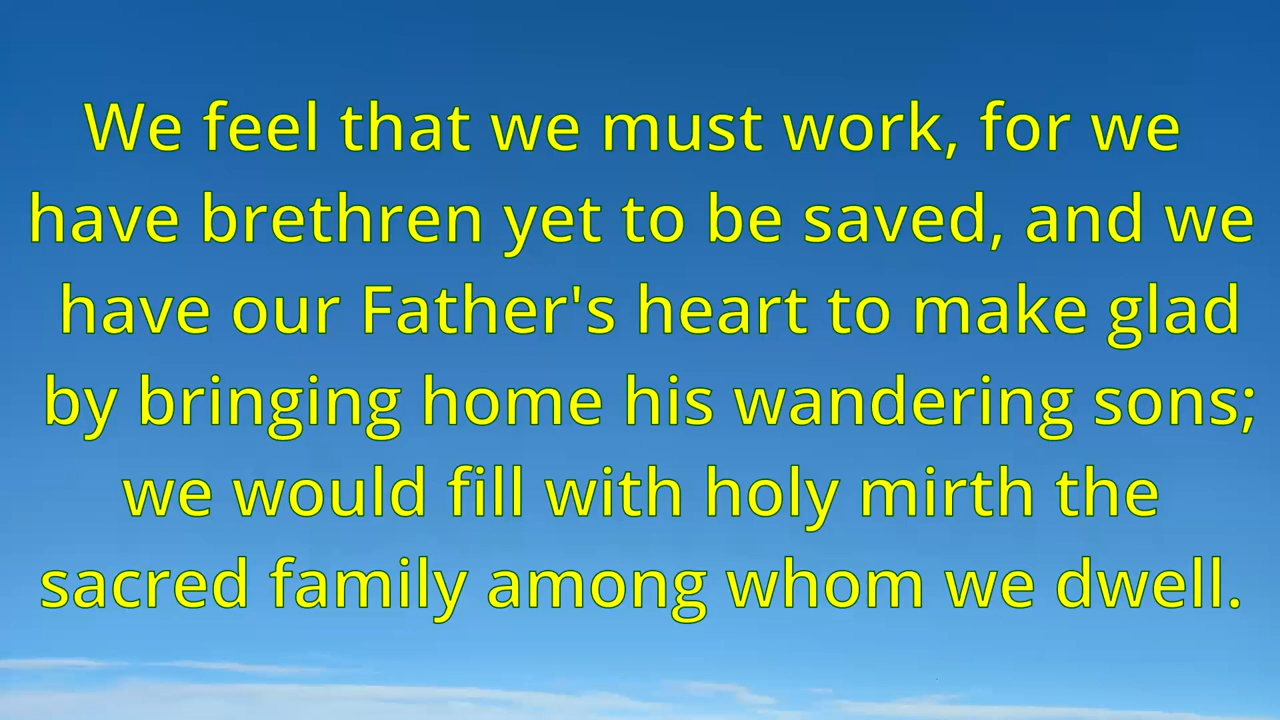 We feel that we must work, for we
have brethren yet to be saved, and we
have our Father's heart to make glad
by bringing home his wandering sons;
we would fill with holy mirth the
sacred family among whom we dwell.